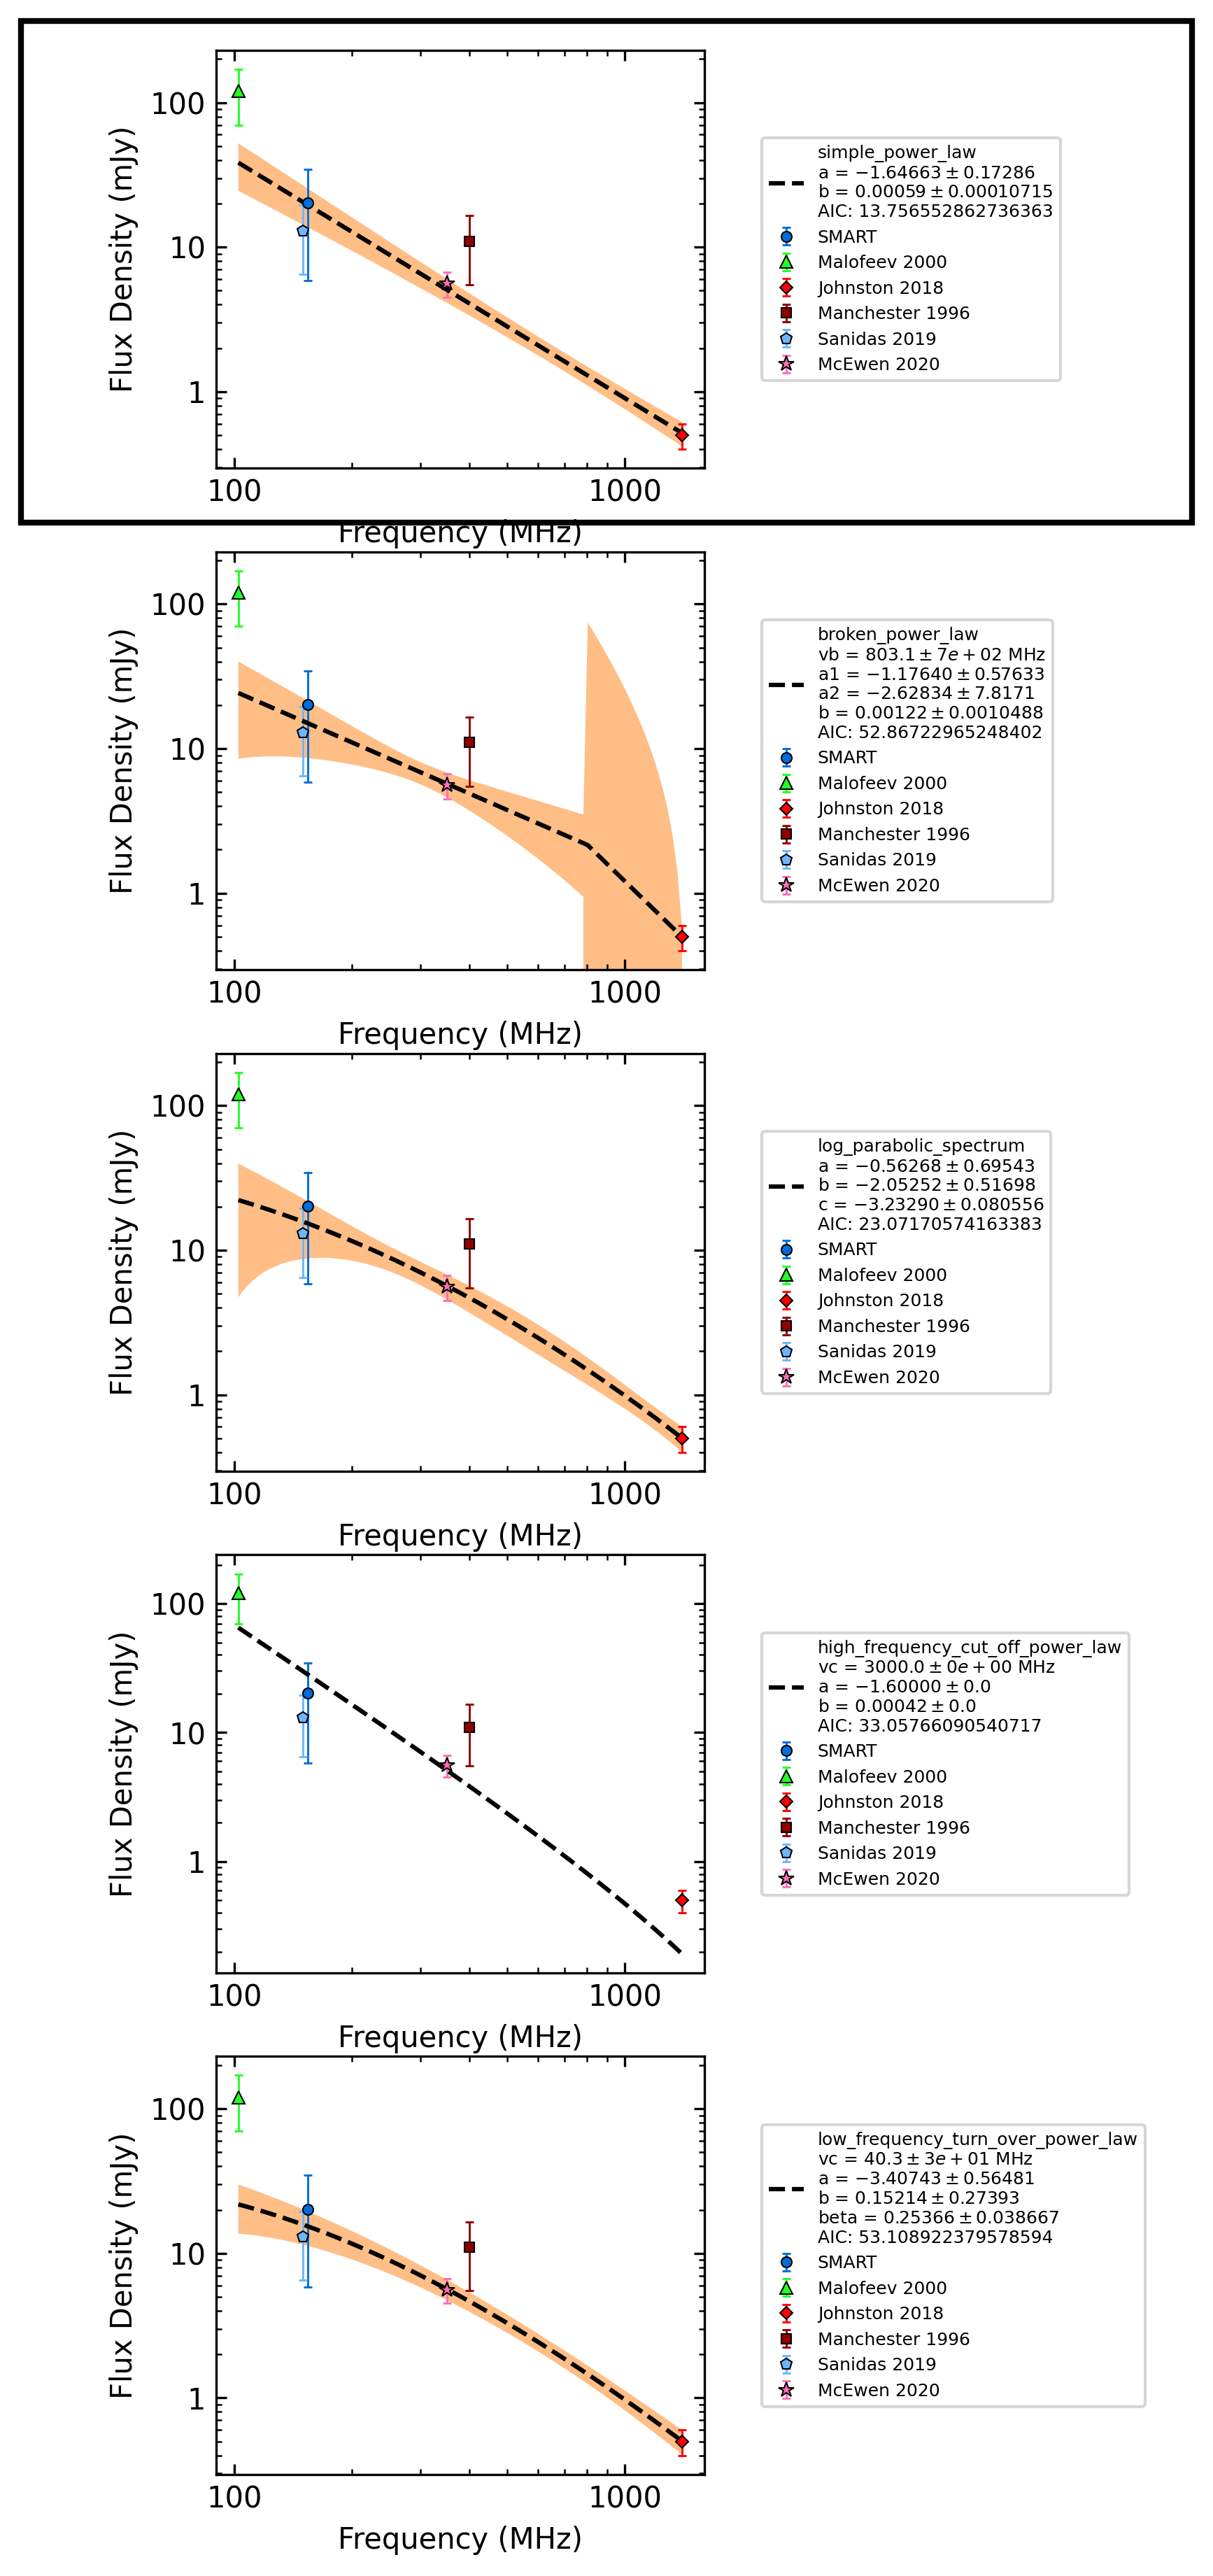 100
10
1
Flux Density (mJy)
100 1000
Frequency (MHz)
simple_power_law
a = −1.64663 ± 0.17286
b = 0.00059 ± 0.00010715
AIC: 13.756552862736363
SMART
Malofeev 2000
Johnston 2018
Manchester 1996
Sanidas 2019
McEwen 2020
100
10
1
Flux Density (mJy)
100 1000
Frequency (MHz)
broken_power_law
vb = 803.1 ± 7e + 02 MHz
a1 = −1.17640 ± 0.57633
a2 = −2.62834 ± 7.8171
b = 0.00122 ± 0.0010488
AIC: 52.86722965248402
SMART
Malofeev 2000
Johnston 2018
Manchester 1996
Sanidas 2019
McEwen 2020
100
10
1
Flux Density (mJy)
100 1000
Frequency (MHz)
log_parabolic_spectrum
a = −0.56268 ± 0.69543
b = −2.05252 ± 0.51698
c = −3.23290 ± 0.080556
AIC: 23.07170574163383
SMART
Malofeev 2000
Johnston 2018
Manchester 1996
Sanidas 2019
McEwen 2020
100
10
1
Flux Density (mJy)
100 1000
Frequency (MHz)
high_frequency_cut_off_power_law
vc = 3000.0 ± 0e + 00 MHz
a = −1.60000 ± 0.0
b = 0.00042 ± 0.0
AIC: 33.05766090540717
SMART
Malofeev 2000
Johnston 2018
Manchester 1996
Sanidas 2019
McEwen 2020
100
10
1
Flux Density (mJy)
100 1000
Frequency (MHz)
low_frequency_turn_over_power_law
vc = 40.3 ± 3e + 01 MHz
a = −3.40743 ± 0.56481
b = 0.15214 ± 0.27393
beta = 0.25366 ± 0.038667
AIC: 53.108922379578594
SMART
Malofeev 2000
Johnston 2018
Manchester 1996
Sanidas 2019
McEwen 2020